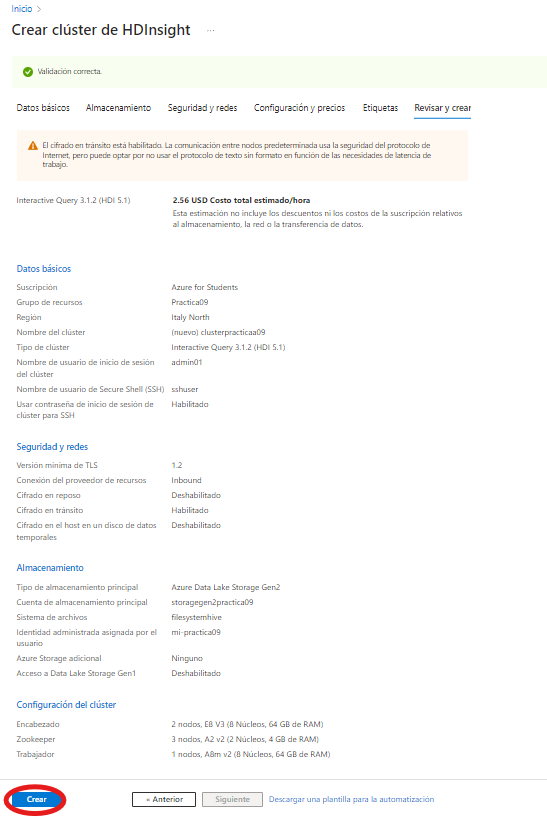 Inicio >
Crear clúster de HDInsight ...
Validación correcta.
Datos básicos Almacenamiento Seguridad y redes Configuración y precios Etiquetas Revisar y crear
El cifrado en tránsito está habilitado. La comunicación entre nodos predeterminada usa la seguridad del protocolo de
Internet, pero puede optar por no usar el protocolo de texto sin formato en función de las necesidades de latencia de
trabajo.
Interactive Query 3.1.2 (HDI 5.1) 2.56 USD Costo total estimado/hora
Esta estimación no incluye los descuentos ni los costos de la suscripción relativos
al almacenamiento, la red o la transferencia de datos.
Datos básicos
Suscripción Azure for Students
Grupo de recursos Practica09
Región Italy North
Nombre del clúster (nuevo) clusterpracticaa09
Tipo de clúster Interactive Query 3.1.2 (HDI 5.1)
Nombre de usuario de inicio de sesión admin01
del clúster
Nombre de usuario de Secure Shell (SSH) sshuser
Usar contraseña de inicio de sesión de Habilitado
clúster para SSH
Seguridad y redes
Versión mínima de TLS 1.2
Conexión del proveedor de recursos Inbound
Cifrado en reposo Deshabilitado
Cifrado en tránsito Habilitado
Cifrado en el host en un disco de datos Deshabilitado
temporales
Almacenamiento
Tipo de almacenamiento principal Azure Data Lake Storage Gen2
Cuenta de almacenamiento principal storagegen2practica09
Sistema de archivos filesystemhive
Identidad administrada asignada por el mi-practica09
usuario
Azure Storage adicional Ninguno
Acceso a Data Lake Storage Gen1 Deshabilitado
Configuración del clúster
Encabezado 2 nodos, E8 V3 (8 Núcleos, 64 GB de RAM)
Zookeeper 3 nodos, A2 v2 (2 Núcleos, 4 GB de RAM)
Trabajador 1 nodos, A8m v2 (8 Núcleos, 64 GB de RAM)
Crear « Anterior Siguiente Descargar una plantilla para la automatización